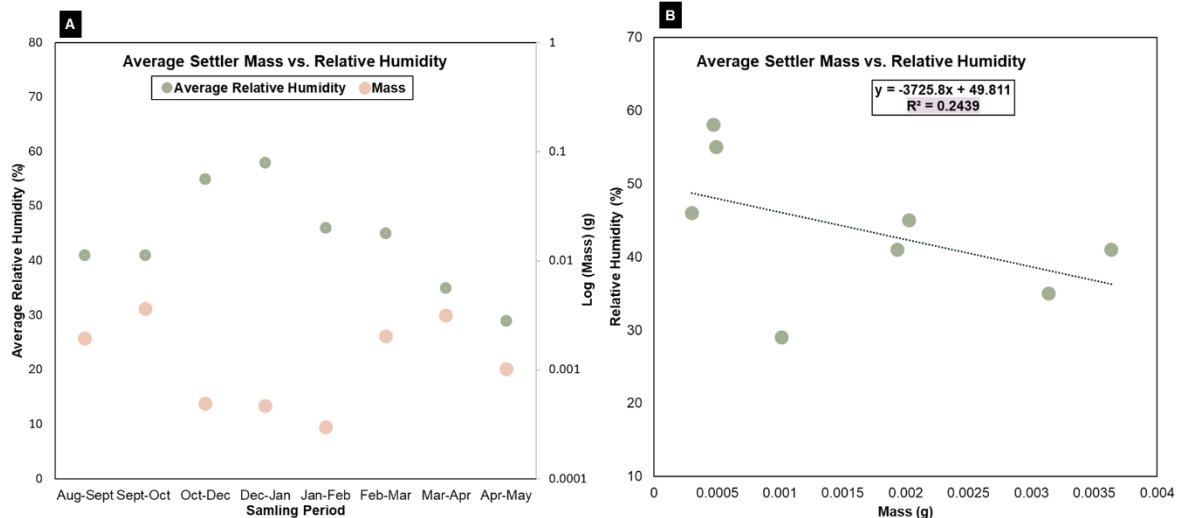 A
Average Settler Mass vs. Relative Humidity
Average Relative Humidity Mass
Average Relative Humidity (%)
80
70
60
50
40
30
20
10
0
Log (Mass) (g)
1
0.1
0.01
0.001
0.0001
Aug-Sept Sept-Oct Oct-Dec Dec-Jan Jan-Feb Feb-Mar Mar-Apr Apr-May
Samling Period
B
Average Settler Mass vs. Relative Humidity
y = -3725.8x + 49.811
R² = 0.2439
Relative Humidity (%)
70
60
50
40
30
20
10
0 0.0005 0.001 0.0015 0.002 0.0025 0.003 0.0035 0.004
Mass (g)